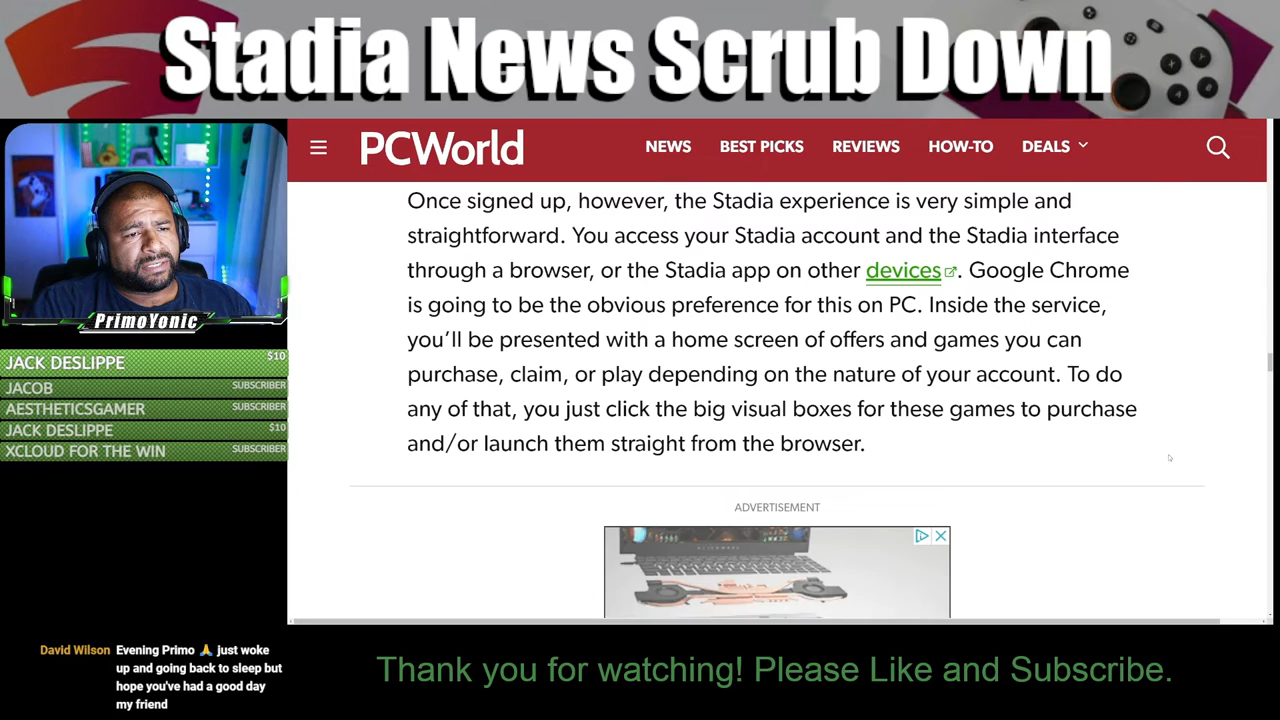 Stadia News Scrub Down
PCWorld
NEWS
BEST PICKS
REVIEWS
HOW-TO
DEALS
Once signed up, however, the Stadia experience is very simple and
straightforward. You access your Stadia account and the Stadia interface
through a browser, or the Stadia app on other devices. Google Chrome
is going to be the obvious preference for this on PC. Inside the service,
you’ll be presented with a home screen of offers and games you can
purchase, claim, or play depending on the nature of your account. To do
any of that, you just click the big visual boxes for these games to purchase
and/or launch them straight from the browser.
ADVERTISEMENT
ALIENWARE
PrimoYonic
JACK DESLIPPE $10
JACOB SUBSCRIBER
AESTHETICSGAMER SUBSCRIBER
JACK DESLIPPE $10
XCLOUD FOR THE WIN SUBSCRIBER
David Wilson Evening Primo 🙏 just woke
up and going back to sleep but
hope you've had a good day
my friend
Thank you for watching! Please Like and Subscribe.